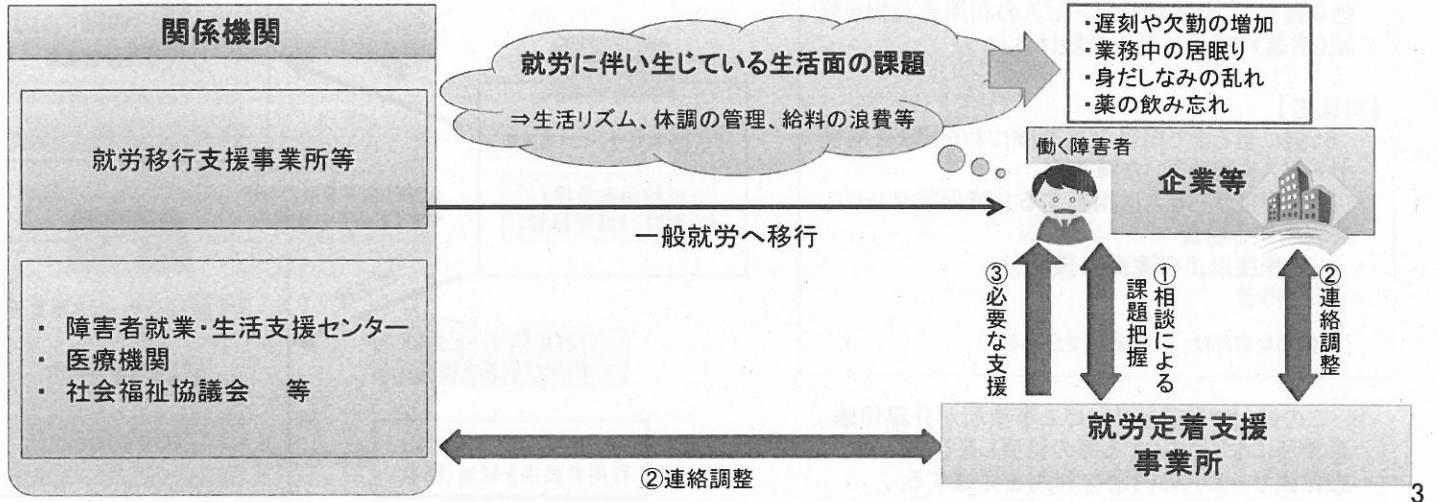 関係機関
就労移行支援事業所等
・ 障害者就業・生活支援センター
・ 医療機関
・ 社会福祉協議会　等
就労に伴い生じている生活面の課題
⇒生活リズム、体調の管理、給料の浪費等
・遅刻や欠勤の増加
・業務中の居眠り
・身だしなみの乱れ
・薬の飲み忘れ
働く障害者
企業等
一般就労へ移行
③必要な支援
①相談による
課題把握
②連絡調整
就労定着支援
事業所
②連絡調整
3